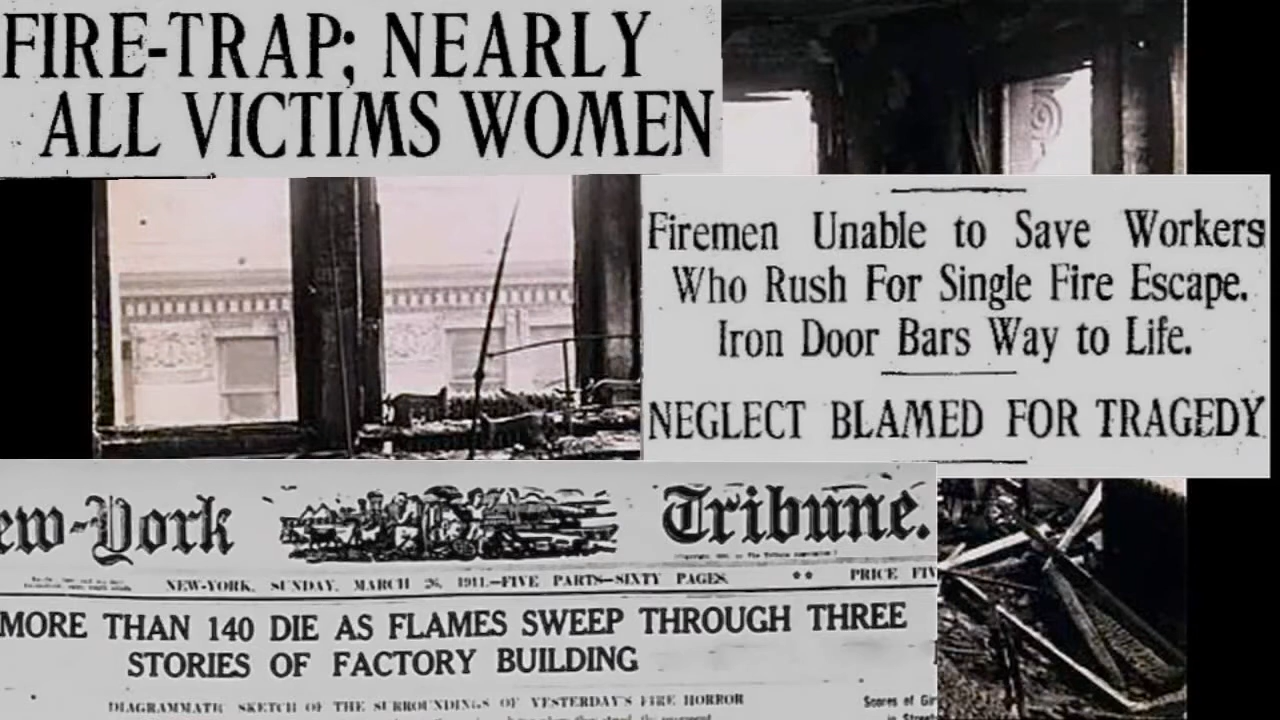 FIRE-TRAP; NEARLY
ALL VICTIMS WOMEN
Firemen Unable to Save Workers
Who Rush For Single Fire Escape.
Iron Door Bars Way to Life.
NEGLECT BLAMED FOR TRAGEDY
ew-York Tribune.
NEW-YORK, SUNDAY, MARCH 26, 1911.—FIVE PARTS—SIXTY PAGES. ** PRICE FIV
MORE THAN 140 DIE AS FLAMES SWEEP THROUGH THREE
STORIES OF FACTORY BUILDING
DIAGRAMMATIC SKETCH OF THE SURROUNDINGS OF YESTERDAY'S FIRE HORROR
Scores of Gir
in Street